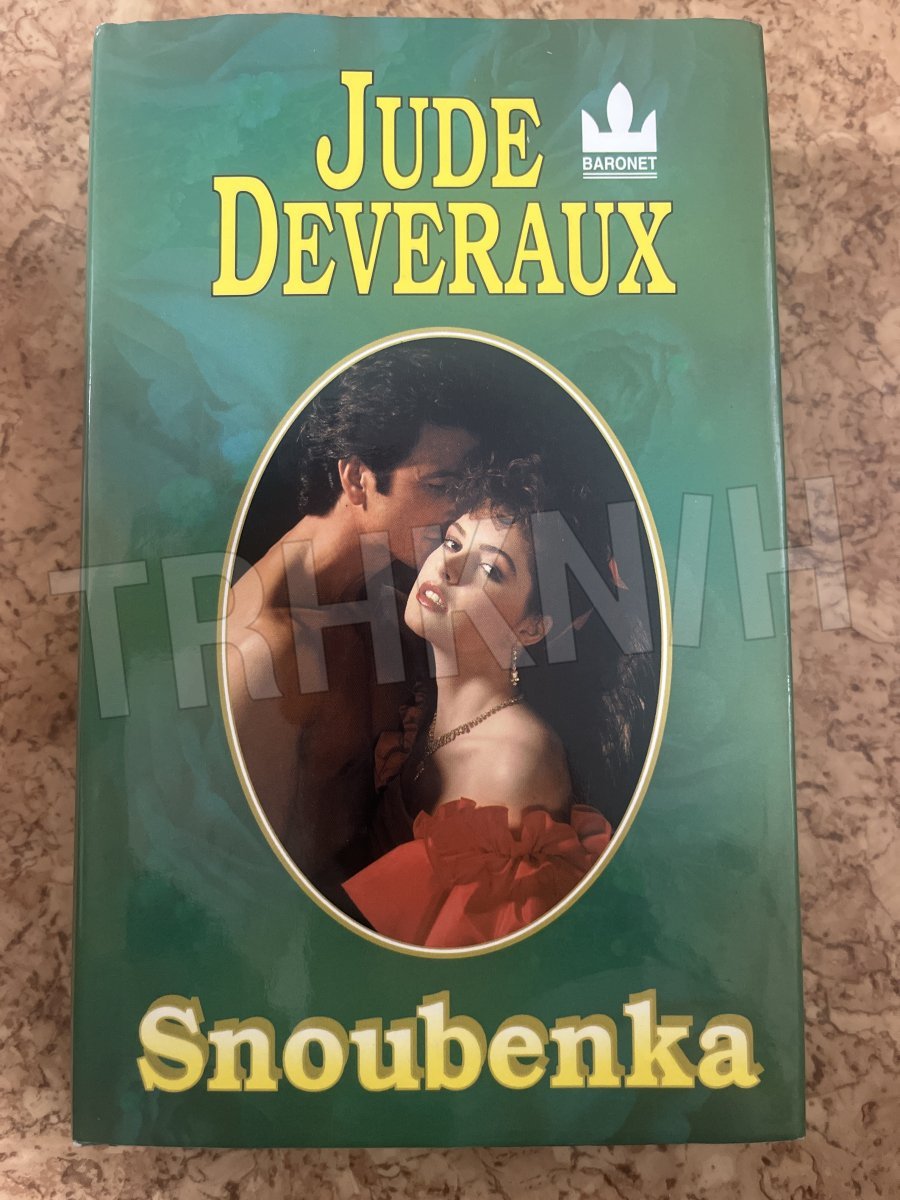 JUDE
DEVERAUX
BARONET
TRHKNIH
Snoubenka